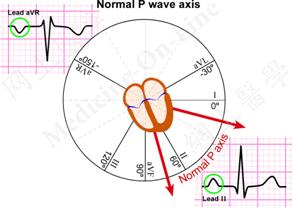 Normal P wave axis
Lead aVR
-150°
aVR
aVL
-30°
I
0°
Normal P axis
II
60°
aVF
90°
III
120°
Lead II
Medicine On Line